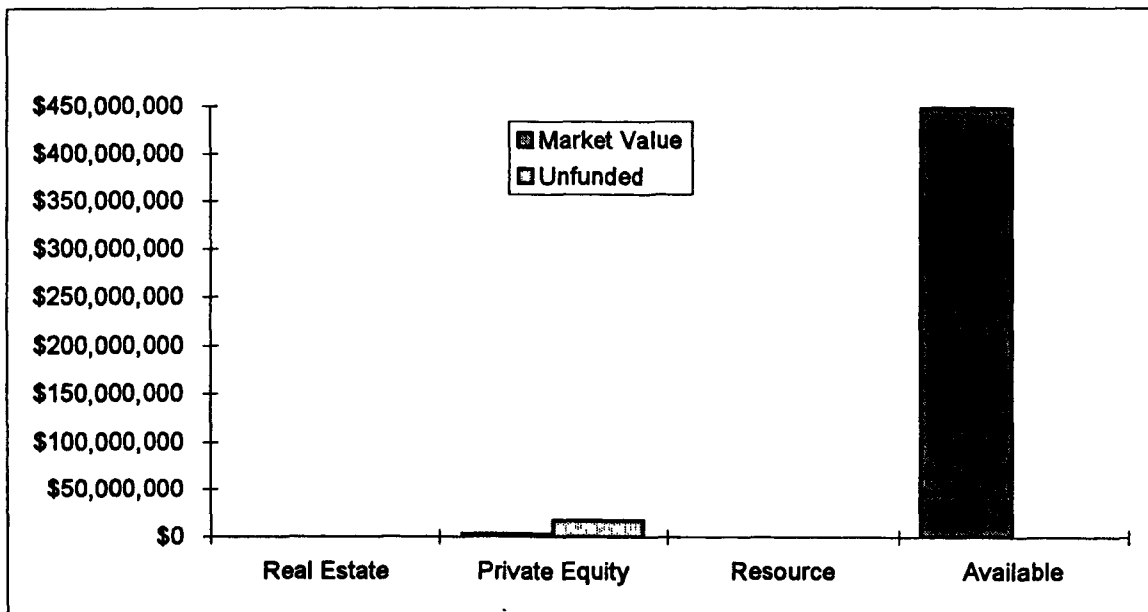 $450,000,000
$400,000,000
$350,000,000
$300,000,000
$250,000,000
$200,000,000
$150,000,000
$100,000,000
$50,000,000
$0
Market Value
Unfunded
Real Estate
Private Equity
Resource
Available